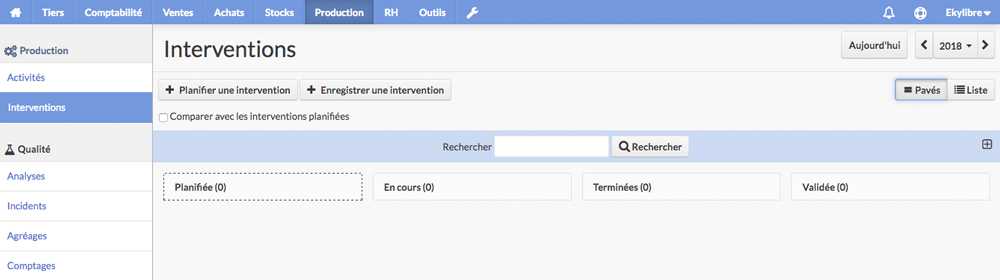 Tiers Comptabilité Ventes Achats Stocks Production RH Outils Ekylibre
Production
Activités
Interventions
Qualité
Analyses
Incidents
Agréages
Comptages
Interventions
Aujourd'hui 2018
Planifier une intervention Enregistrer une intervention Pavés Liste
Comparer avec les interventions planifiées
Rechercher Rechercher
Planifiée (0) En cours (0) Terminées (0) Validée (0)